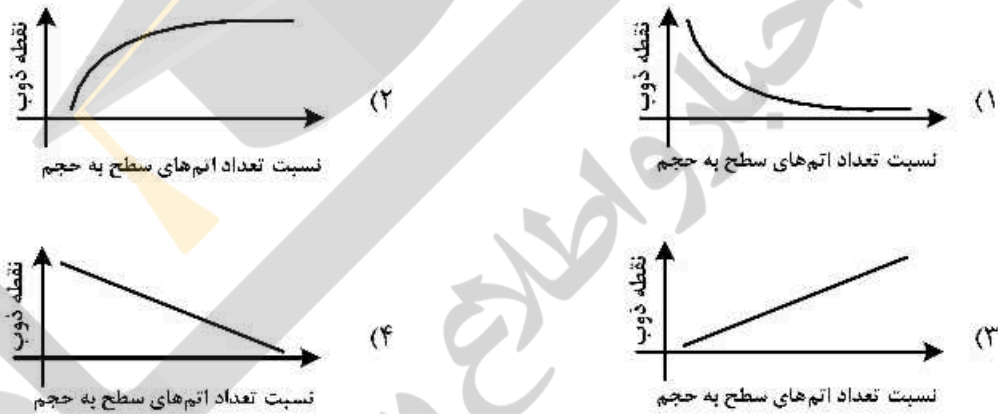 نقطه ذوب
(۱
نسبت تعداد اتم‌های سطح به حجم
نقطه ذوب
(۲
نسبت تعداد اتم‌های سطح به حجم
نقطه ذوب
(۳
نسبت تعداد اتم‌های سطح به حجم
نقطه ذوب
(۴
نسبت تعداد اتم‌های سطح به حجم